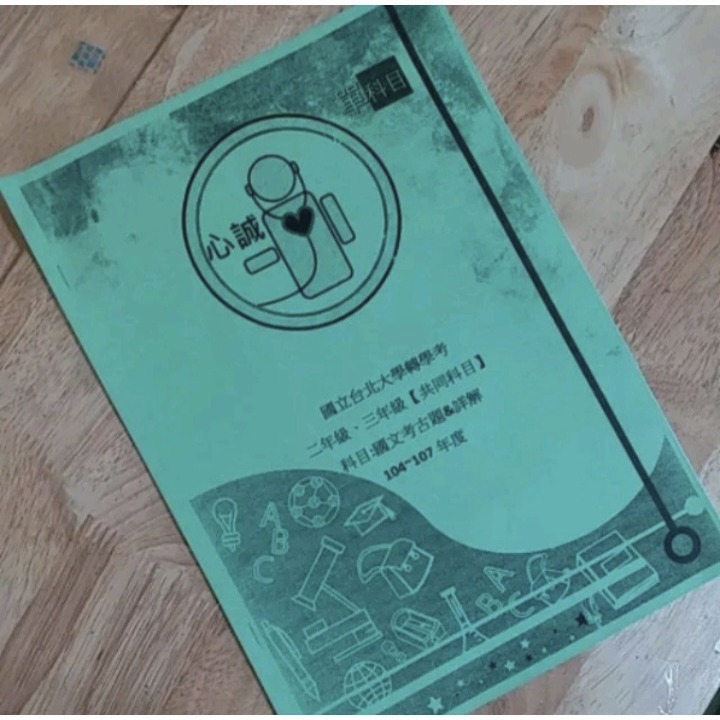 單科目
心誠
國立台北大學轉學考
二年級、三年級【共同科目】
科目:國文考古題&詳解
104~107 年度
A
B
C
A
B
C